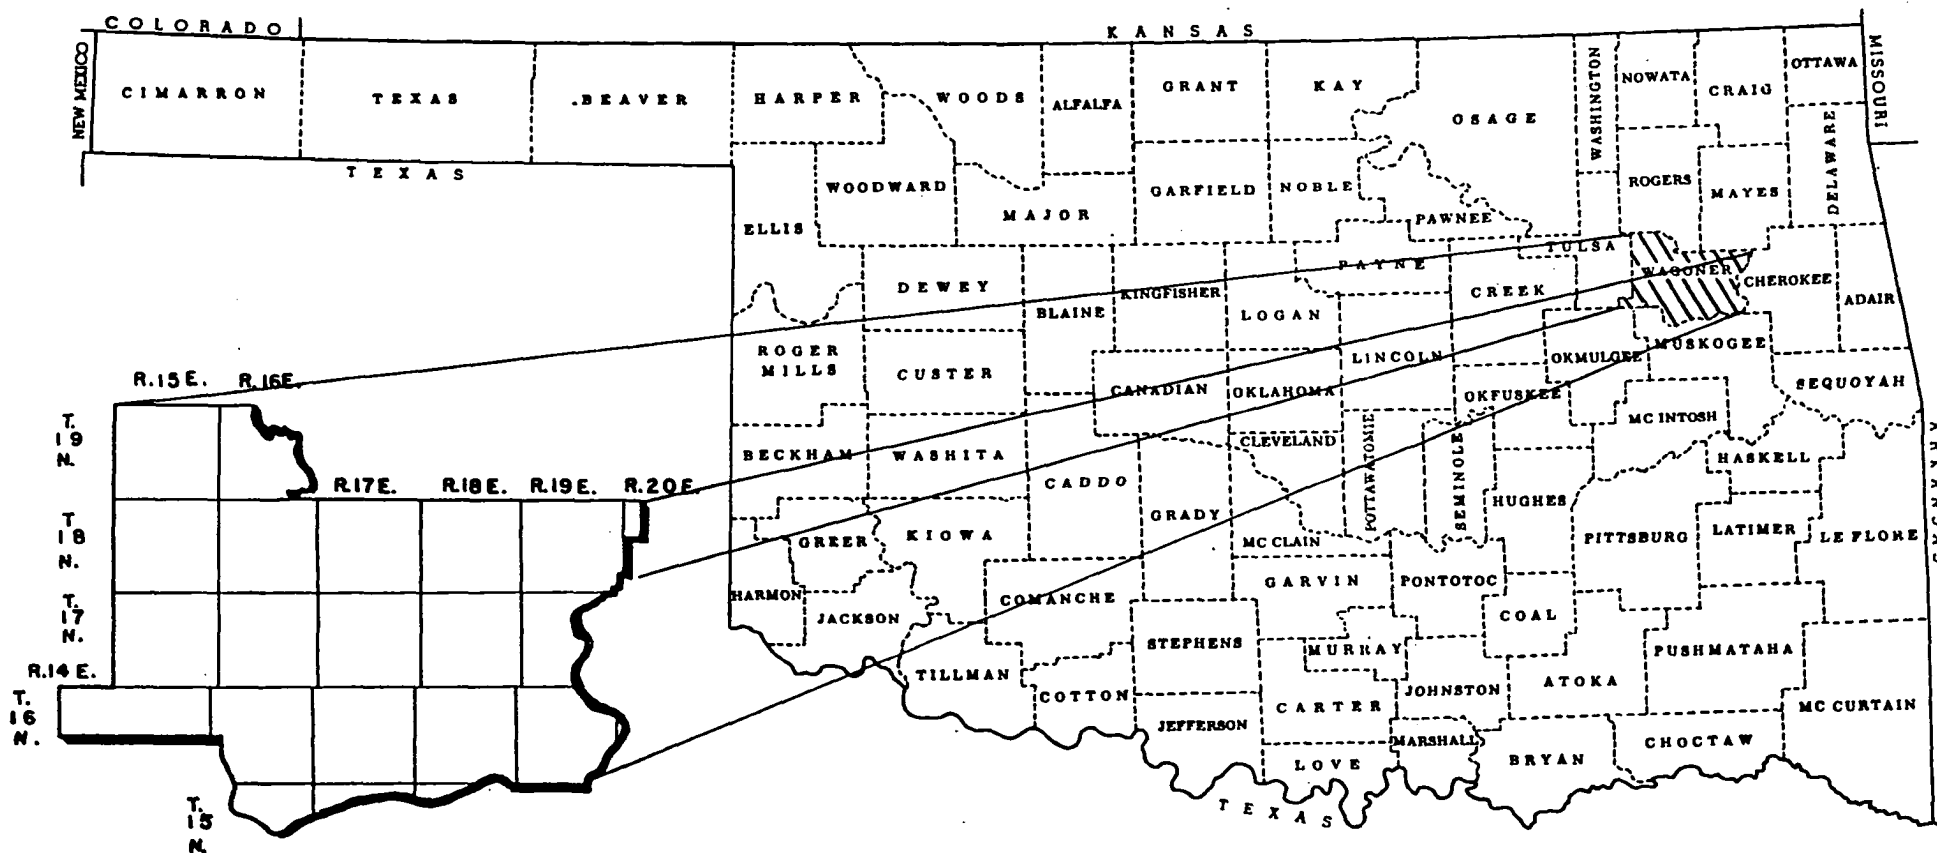 COLORADO
KANSAS
NEW MEXICO
MISSOURI
CIMARRON
TEXAS
.BEAVER
HARPER
WOODS
ALFALFA
GRANT
KAY
OSAGE
WASHINGTON
NOWATA
CRAIG
OTTAWA
TEXAS
ELLIS
WOODWARD
MAJOR
GARFIELD
NOBLE
PAWNEE
ROGERS
MAYES
DELAWARE
DEWEY
BLAINE
KINGFISHER
LOGAN
PAYNE
CREEK
TULSA
WAGONER
CHEROKEE
ADAIR
ROGER
MILLS
CUSTER
CANADIAN
OKLAHOMA
LINCOLN
OKFUSKEE
OKMULGEE
MUSKOGEE
SEQUOYAH
MC INTOSH
BECKHAM
WASHITA
CADDO
GRADY
CLEVELAND
POTTAWATOMIE
SEMINOLE
HUGHES
HASKELL
ARKANSAS
GREER
KIOWA
MC CLAIN
PITTSBURG
LATIMER
LE FLORE
HARMON
JACKSON
COMANCHE
GARVIN
PONTOTOC
COAL
TILLMAN
COTTON
STEPHENS
MURRAY
JOHNSTON
ATOKA
PUSHMATAHA
MC CURTAIN
JEFFERSON
CARTER
MARSHALL
LOVE
BRYAN
CHOCTAW
TEXAS
R.15E.
R.16E.
T.
19
N.
R.17E.
R.18E.
R.19E.
R.20E.
T.
18
N.
T.
17
N.
R.14E.
T.
16
N.
T.
15
N.